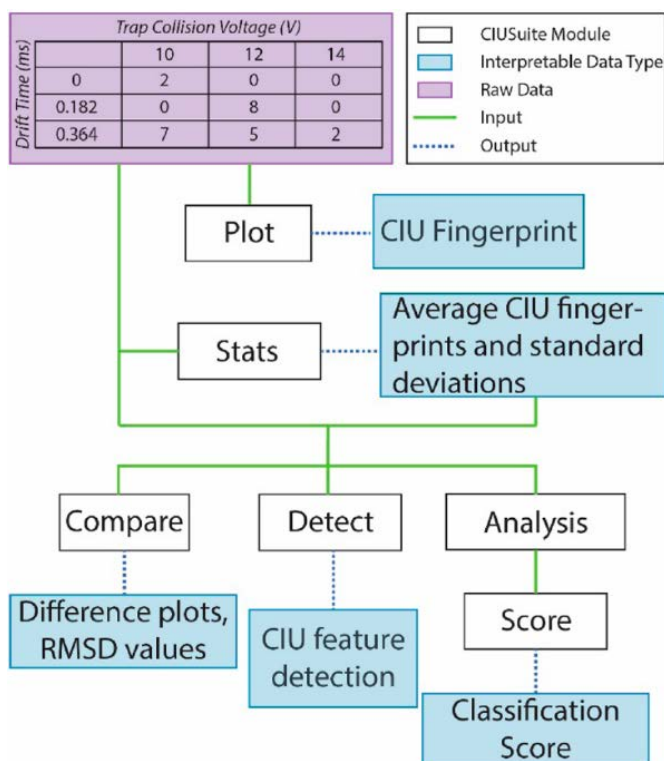 Trap Collision Voltage (V)
Drift Time (ms)
10 12 14
0 2 0 0
0.182 0 8 0
0.364 7 5 2
CIUSuite Module
Interpretable Data Type
Raw Data
Input
Output
Plot
CIU Fingerprint
Stats
Average CIU finger-
prints and standard
deviations
Compare
Detect
Analysis
Difference plots,
RMSD values
CIU feature
detection
Score
Classification
Score